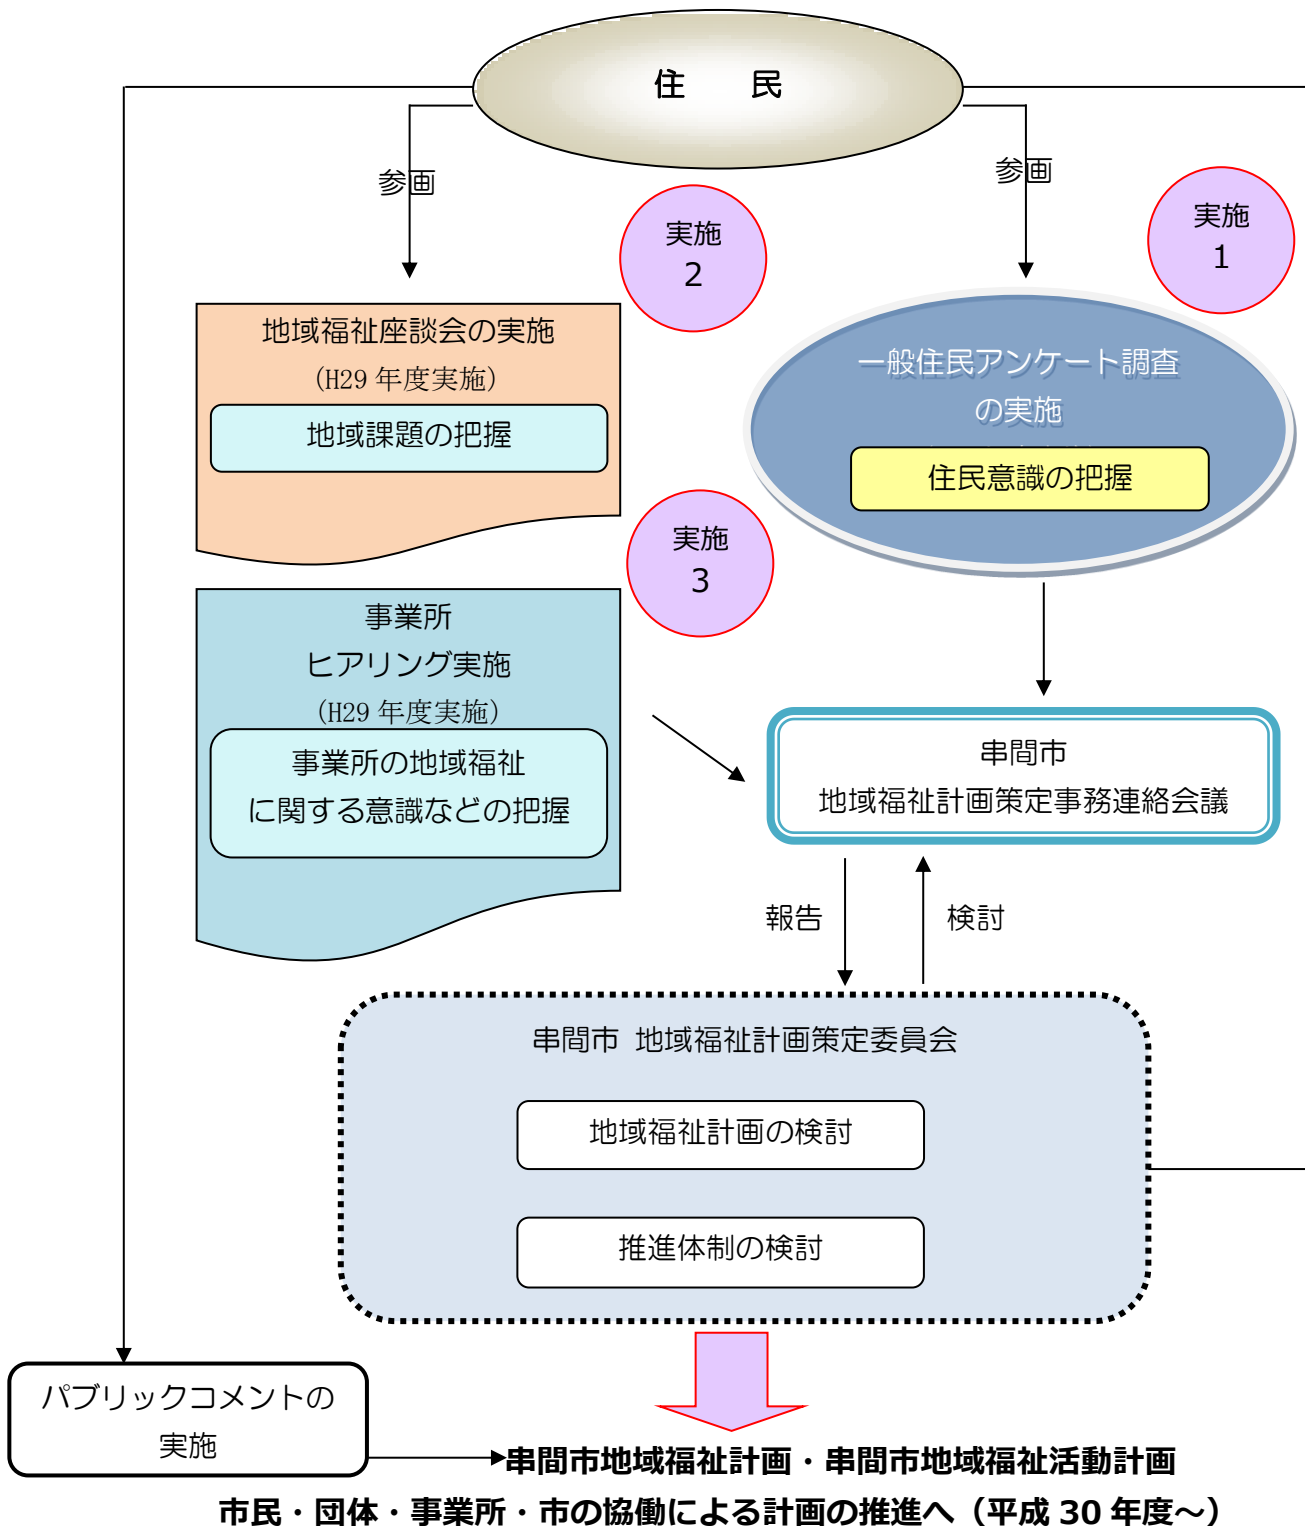 住　民
参画
参画
実施
1
実施
2
地域福祉座談会の実施
（H29 年度実施）
地域課題の把握
一般住民アンケート調査
の実施
住民意識の把握
実施
3
事業所
ヒアリング実施
（H29 年度実施）
事業所の地域福祉
に関する意識などの把握
串間市
地域福祉計画策定事務連絡会議
報告
検討
串間市 地域福祉計画策定委員会
地域福祉計画の検討
推進体制の検討
パブリックコメントの
実施
串間市地域福祉計画・串間市地域福祉活動計画
市民・団体・事業所・市の協働による計画の推進へ（平成 30 年度～）